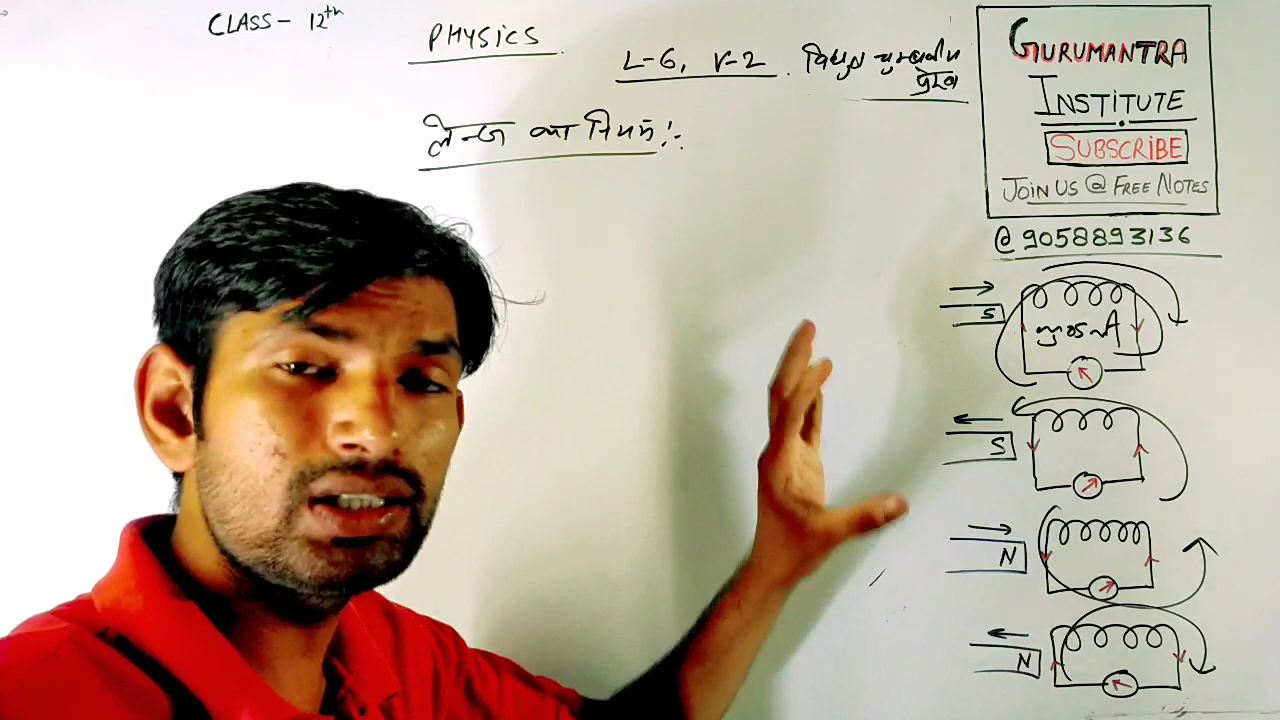 CLASS- 12th
PHYSICS
L-6, V-2. विद्युत चुम्बकीय
प्रेरण
लेन्ज का नियम :-
GURUMANTRA
INSTITUTE
SUBSCRIBE
JOIN US @ FREE NOTES
@ 9058893136
S
S
N
N